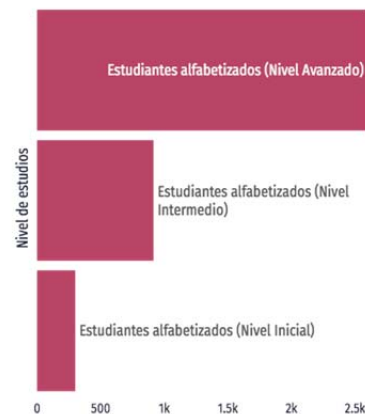 Estudiantes alfabetizados (Nivel Avanzado)
Nivel de estudios
Estudiantes alfabetizados (Nivel
Intermedio)
Estudiantes alfabetizados (Nivel Inicial)
0 500 1k 1.5k 2k 2.5k